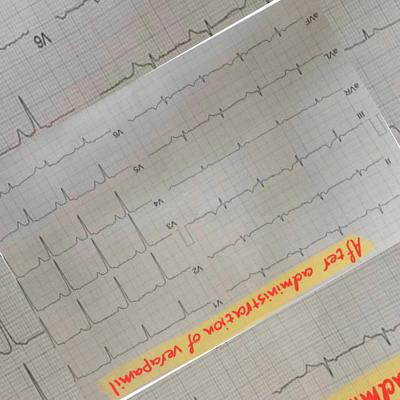 After administration of verapamil
V1
II V2
III V3
aVR V4
aVL V5
aVF V6
V6